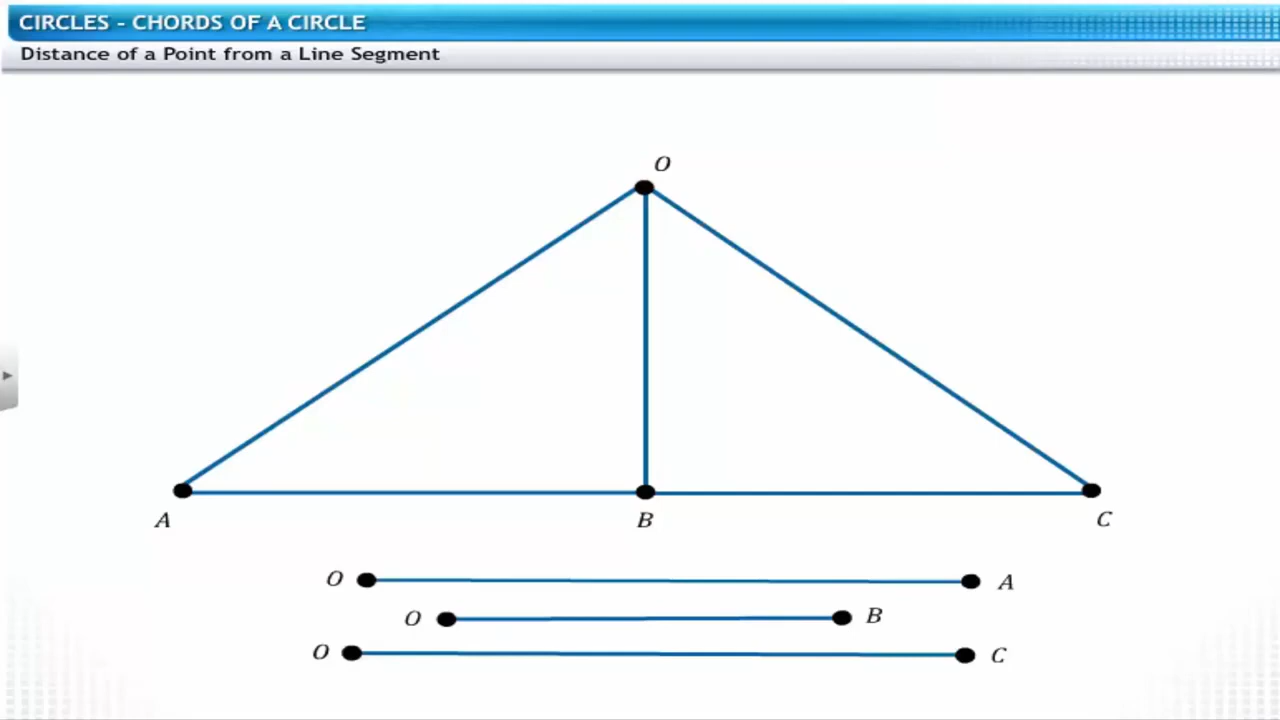 CIRCLES - CHORDS OF A CIRCLE
Distance of a Point from a Line Segment
O
A B C
O A
O B
O C